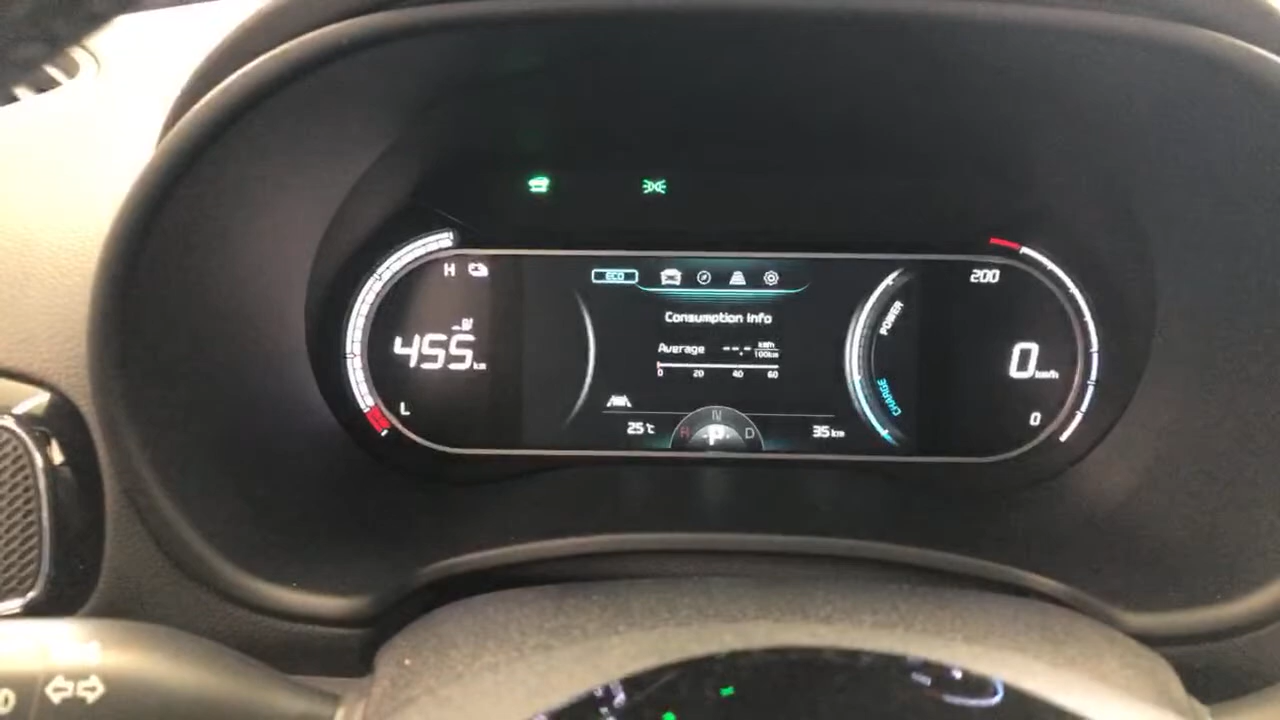 H
ECO
200
Consumption Info
POWER
455 km
Average --.- kWh/100km
0 km/h
0 20 40 60
CHARGE
L
0
N
25 °C
R P D
35 km